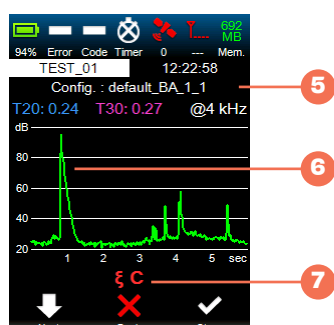 692
MB
94% Error Code Timer 0 --- Mem.
TEST_01 12:22:58
Config. : default_BA_1_1
5
T20: 0.24 T30: 0.27 @4 kHz
dB
80
6
60
40
20
1 2 3 4 5 sec
ξ C
7